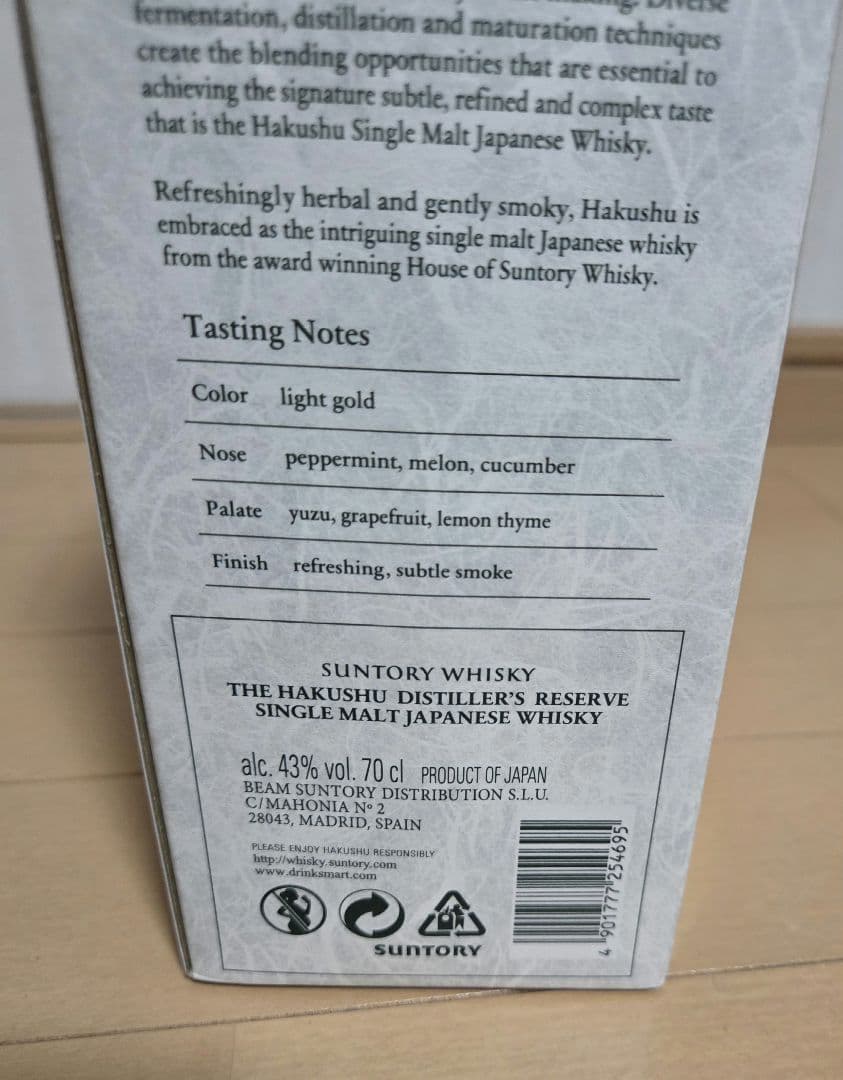 Diverse
fermentation, distillation and maturation techniques
create the blending opportunities that are essential to
achieving the signature subtle, refined and complex taste
that is the Hakushu Single Malt Japanese Whisky.
Refreshingly herbal and gently smoky, Hakushu is
embraced as the intriguing single malt Japanese whisky
from the award winning House of Suntory Whisky.
Tasting Notes
Color light gold
Nose peppermint, melon, cucumber
Palate yuzu, grapefruit, lemon thyme
Finish refreshing, subtle smoke
SUNTORY WHISKY
THE HAKUSHU DISTILLER'S RESERVE
SINGLE MALT JAPANESE WHISKY
alc. 43% vol. 70 cl PRODUCT OF JAPAN
BEAM SUNTORY DISTRIBUTION S.L.U.
C/MAHONIA Nº 2
28043, MADRID, SPAIN
PLEASE ENJOY HAKUSHU RESPONSIBLY
http://whisky.suntory.com
www.drinksmart.com
SUNTORY
4 901777 254695